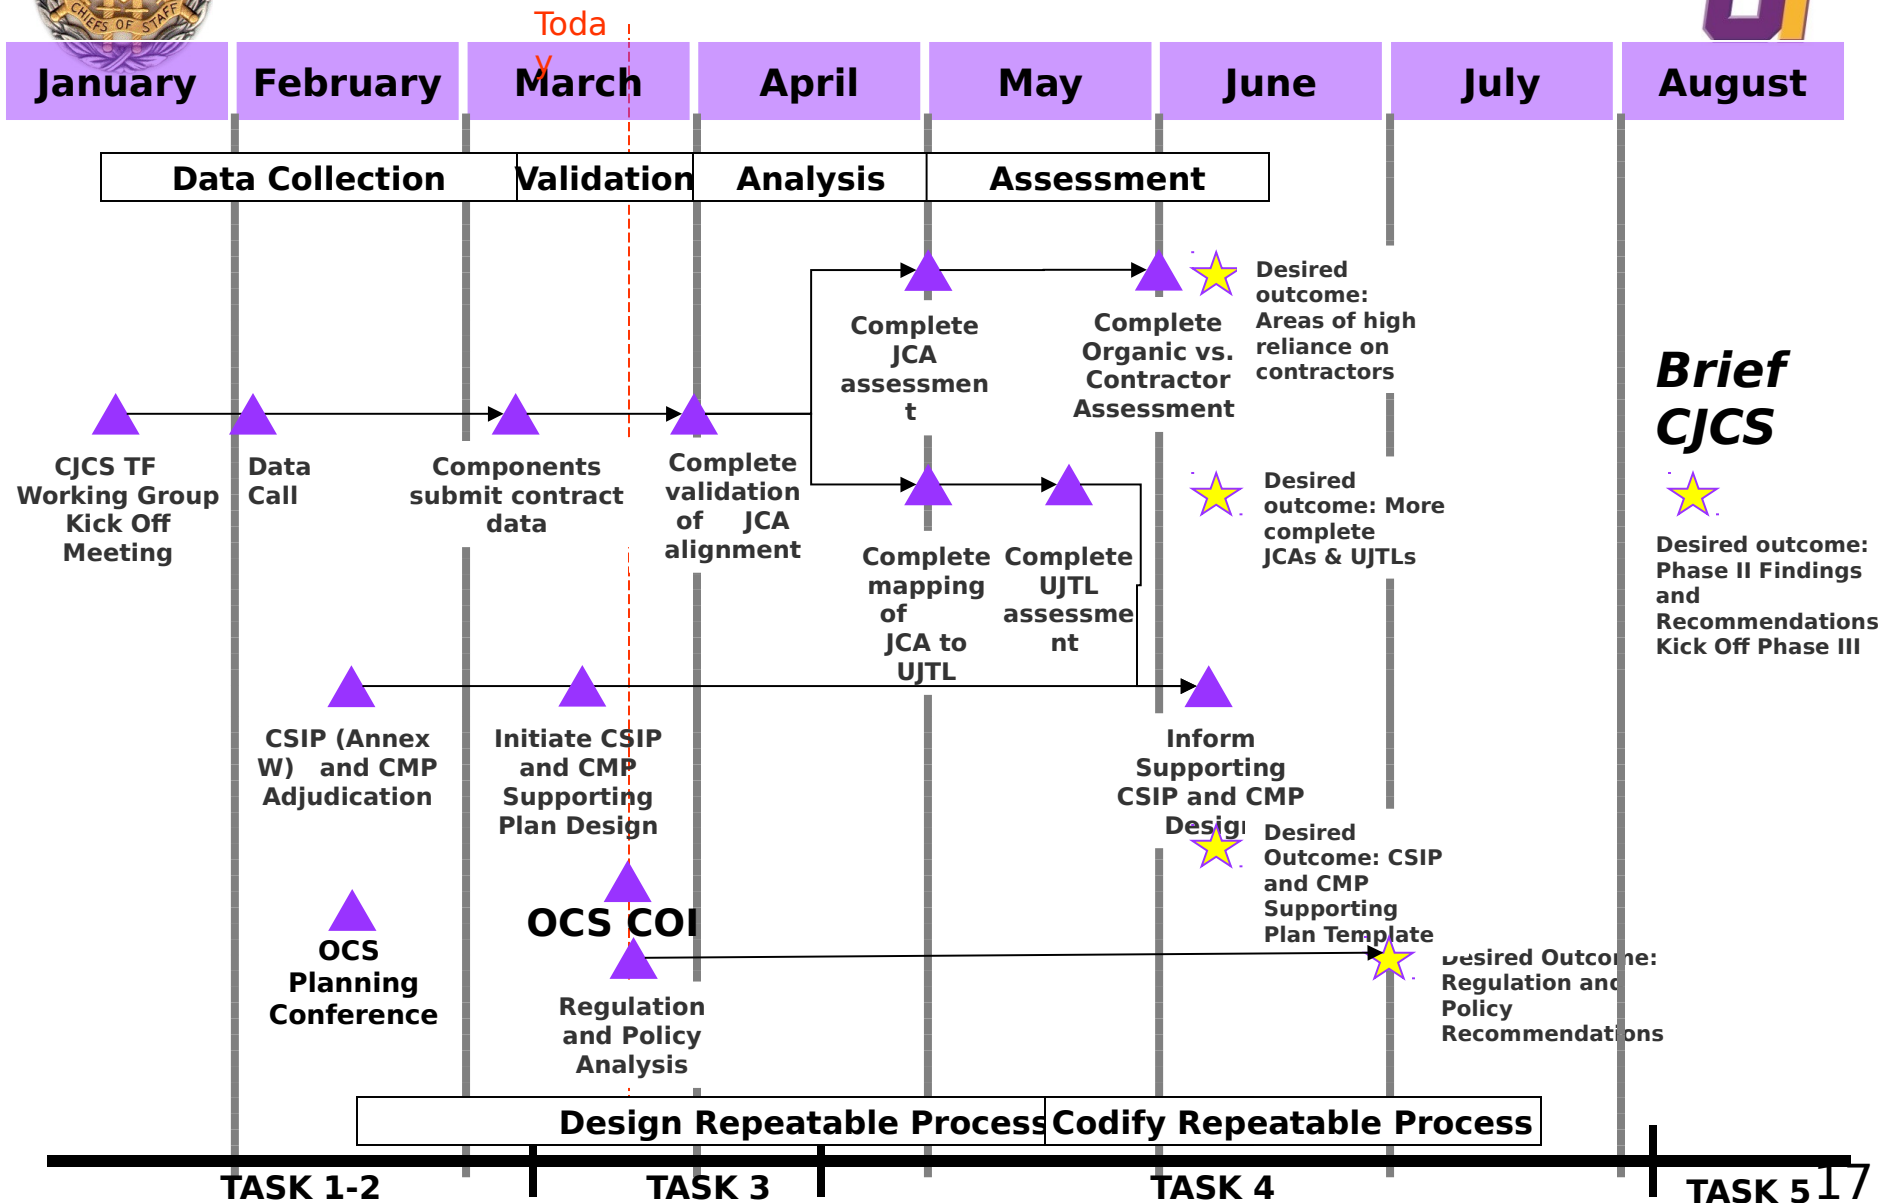 CHIEFS OF STAFF
Toda
y
January
February
March
April
May
June
July
August
Data Collection
Validation
Analysis
Assessment
Complete
JCA
assessmen
t
Complete
Organic vs.
Contractor
Assessment
Desired
outcome:
Areas of high
reliance on
contractors
Brief
CJCS
CJCS TF
Working Group
Kick Off
Meeting
Data
Call
Components
submit contract
data
Complete
validation
of JCA
alignment
Complete
mapping
of
JCA to
UJTL
Complete
UJTL
assessme
nt
Desired
outcome: More
complete
JCAs & UJTLs
Desired outcome:
Phase II Findings
and
Recommendations
Kick Off Phase III
CSIP (Annex
W) and CMP
Adjudication
Initiate CSIP
and CMP
Supporting
Plan Design
Inform
Supporting
CSIP and CMP
Design
Desired
Outcome: CSIP
and CMP
Supporting
Plan Template
OCS
Planning
Conference
OCS COI
Regulation
and Policy
Analysis
Desired Outcome:
Regulation and
Policy
Recommendations
Design Repeatable Process
Codify Repeatable Process
TASK 1-2
TASK 3
TASK 4
TASK 5
17